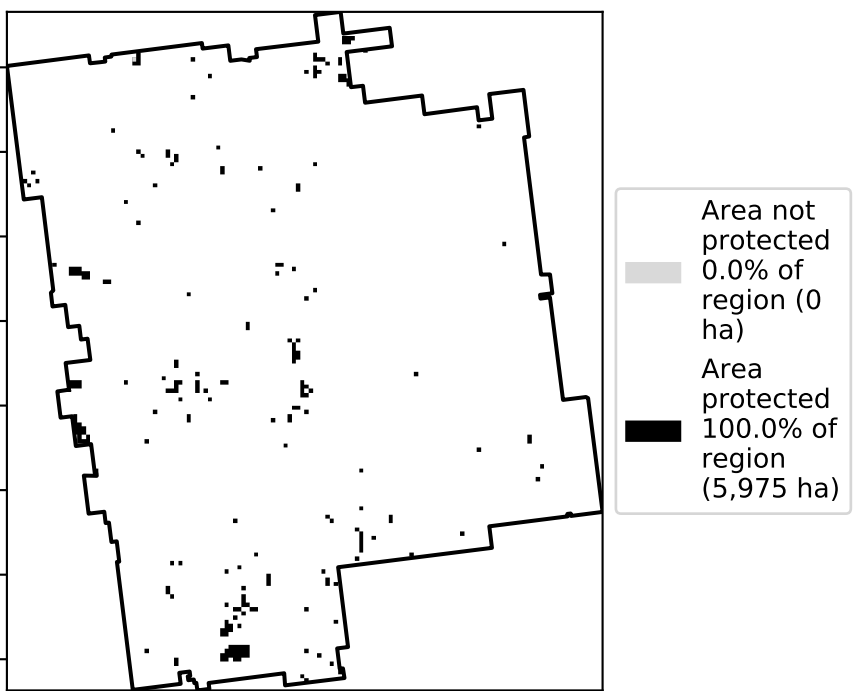 Area not
protected
0.0% of
region (0
ha)
Area
protected
100.0% of
region
(5,975 ha)